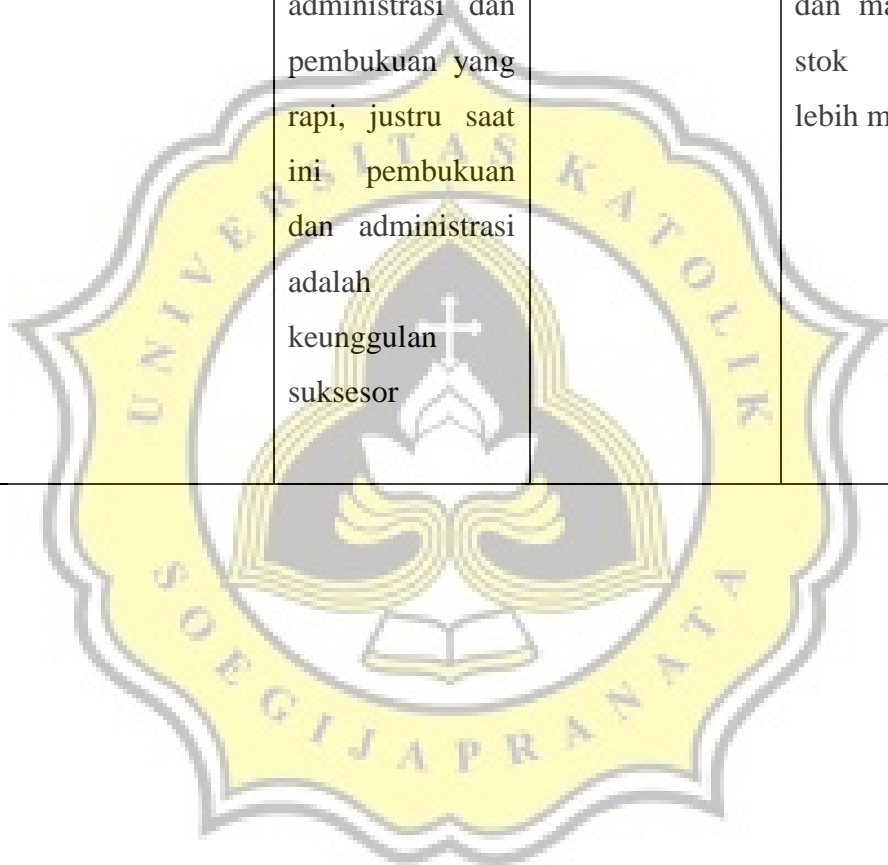 administrasi dan
pembukuan yang
rapi, justru saat
ini pembukuan
dan administrasi
adalah
keunggulan
suksesor
dan
stok
lebih
UNIVERSITAS KATOLIK
SOEGIJAPRANATA